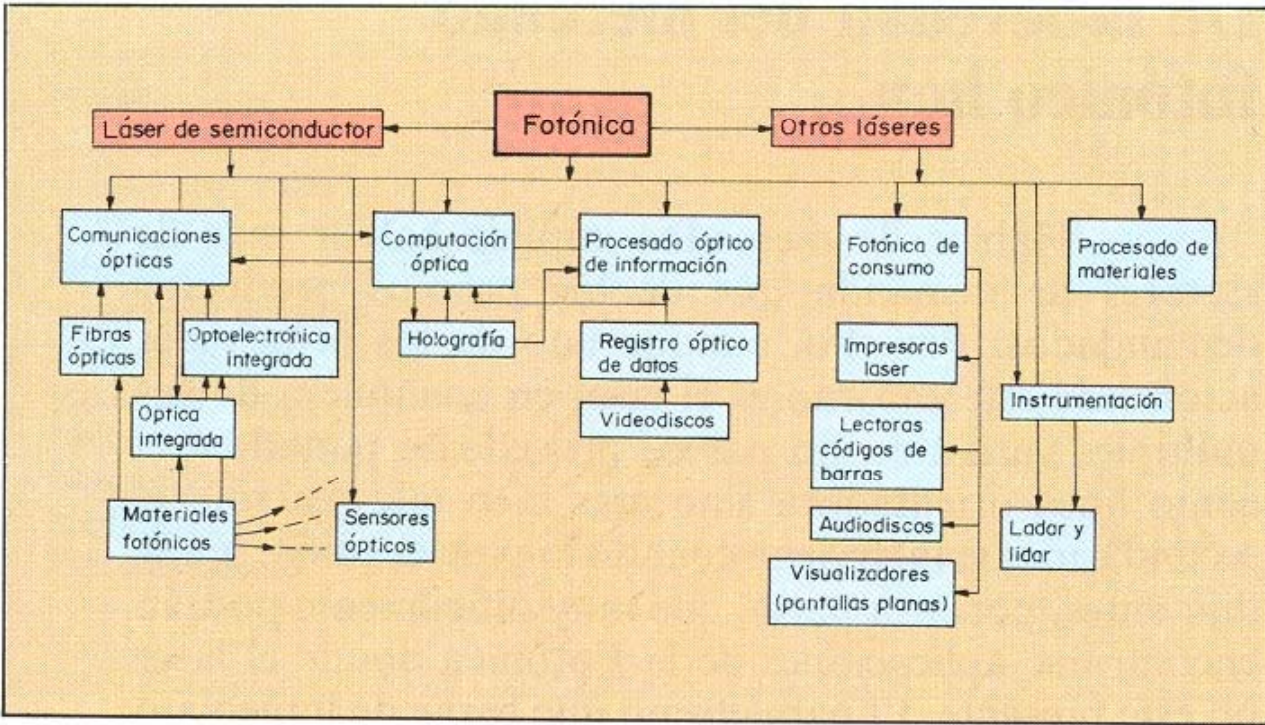 Fotónica
Láser de semiconductor
Otros láseres
Comunicaciones
ópticas
Computación
óptica
Procesado óptico
de información
Fotónica de
consumo
Procesado de
materiales
Fibras
ópticas
Optoelectrónica
integrada
Holografía
Registro óptico
de datos
Impresoras
laser
Optica
integrada
Videodiscos
Instrumentación
Lectoras
códigos de
barras
Materiales
fotónicos
Sensores
ópticos
Audiodiscos
Ladar y
lidar
Visualizadores
(pantallas planas)